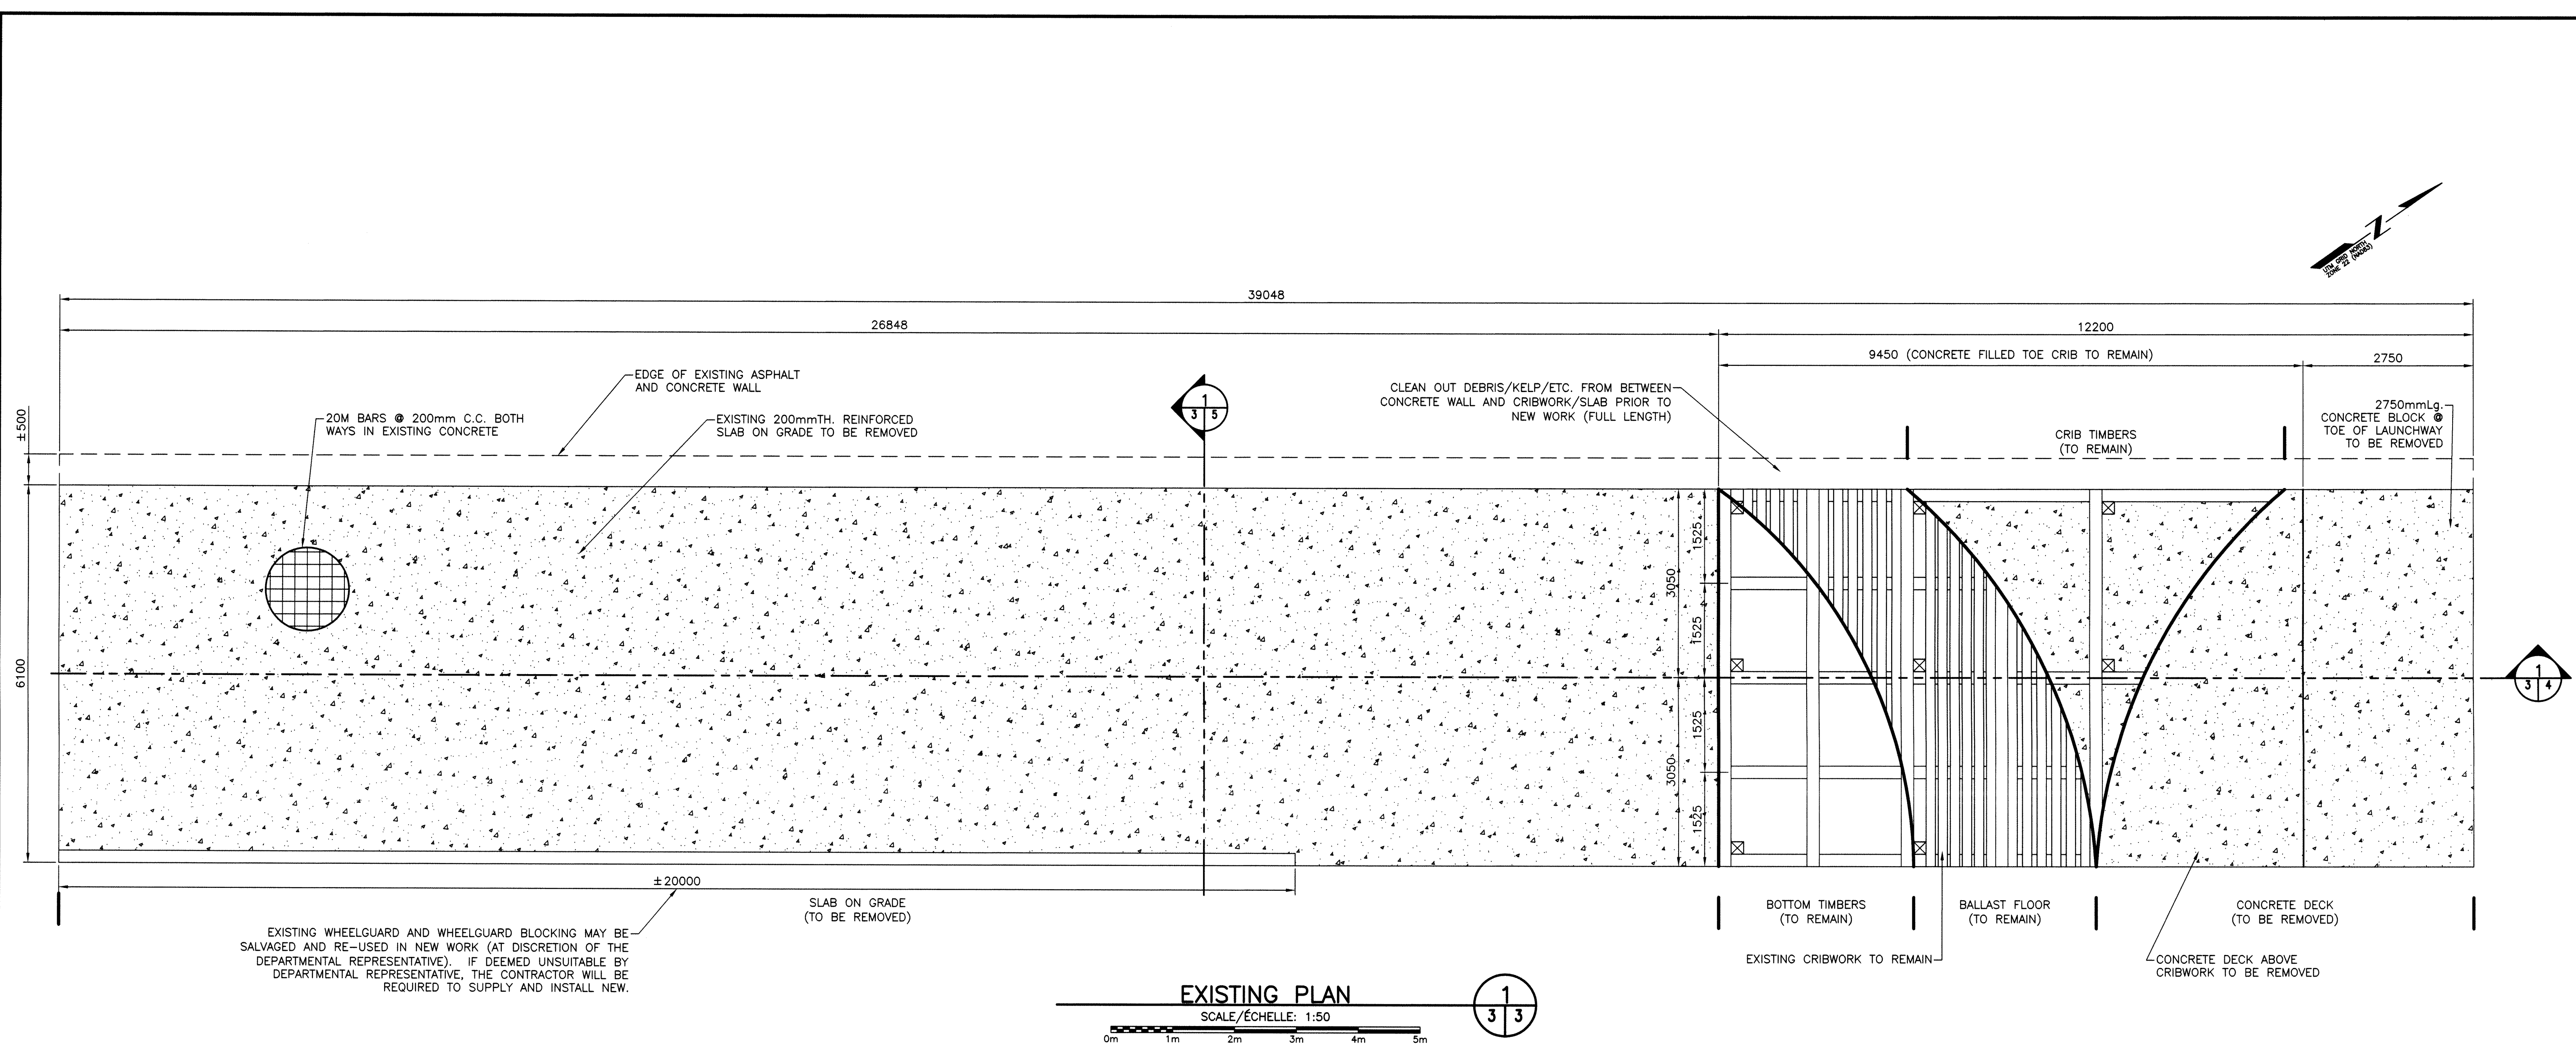 UTM GRID NORTH
ZONE 22 (NAD83)
N
39048
26848
12200
9450 (CONCRETE FILLED TOE CRIB TO REMAIN)
2750
EDGE OF EXISTING ASPHALT
AND CONCRETE WALL
20M BARS @ 200mm C.C. BOTH
WAYS IN EXISTING CONCRETE
EXISTING 200mmTH. REINFORCED
SLAB ON GRADE TO BE REMOVED
1
3 5
CLEAN OUT DEBRIS/KELP/ETC. FROM BETWEEN
CONCRETE WALL AND CRIBWORK/SLAB PRIOR TO
NEW WORK (FULL LENGTH)
CRIB TIMBERS
(TO REMAIN)
2750mmLg.
CONCRETE BLOCK @
TOE OF LAUNCHWAY
TO BE REMOVED
±500
6100
3050
3050
1525
1525
1525
1525
1
3 4
±20000
SLAB ON GRADE
(TO BE REMOVED)
BOTTOM TIMBERS
(TO REMAIN)
BALLAST FLOOR
(TO REMAIN)
CONCRETE DECK
(TO BE REMOVED)
EXISTING WHEELGUARD AND WHEELGUARD BLOCKING MAY BE
SALVAGED AND RE-USED IN NEW WORK (AT DISCRETION OF THE
DEPARTMENTAL REPRESENTATIVE). IF DEEMED UNSUITABLE BY
DEPARTMENTAL REPRESENTATIVE, THE CONTRACTOR WILL BE
REQUIRED TO SUPPLY AND INSTALL NEW.
EXISTING CRIBWORK TO REMAIN
CONCRETE DECK ABOVE
CRIBWORK TO BE REMOVED
EXISTING PLAN
1
3 3
SCALE/ÉCHELLE: 1:50
0m 1m 2m 3m 4m 5m